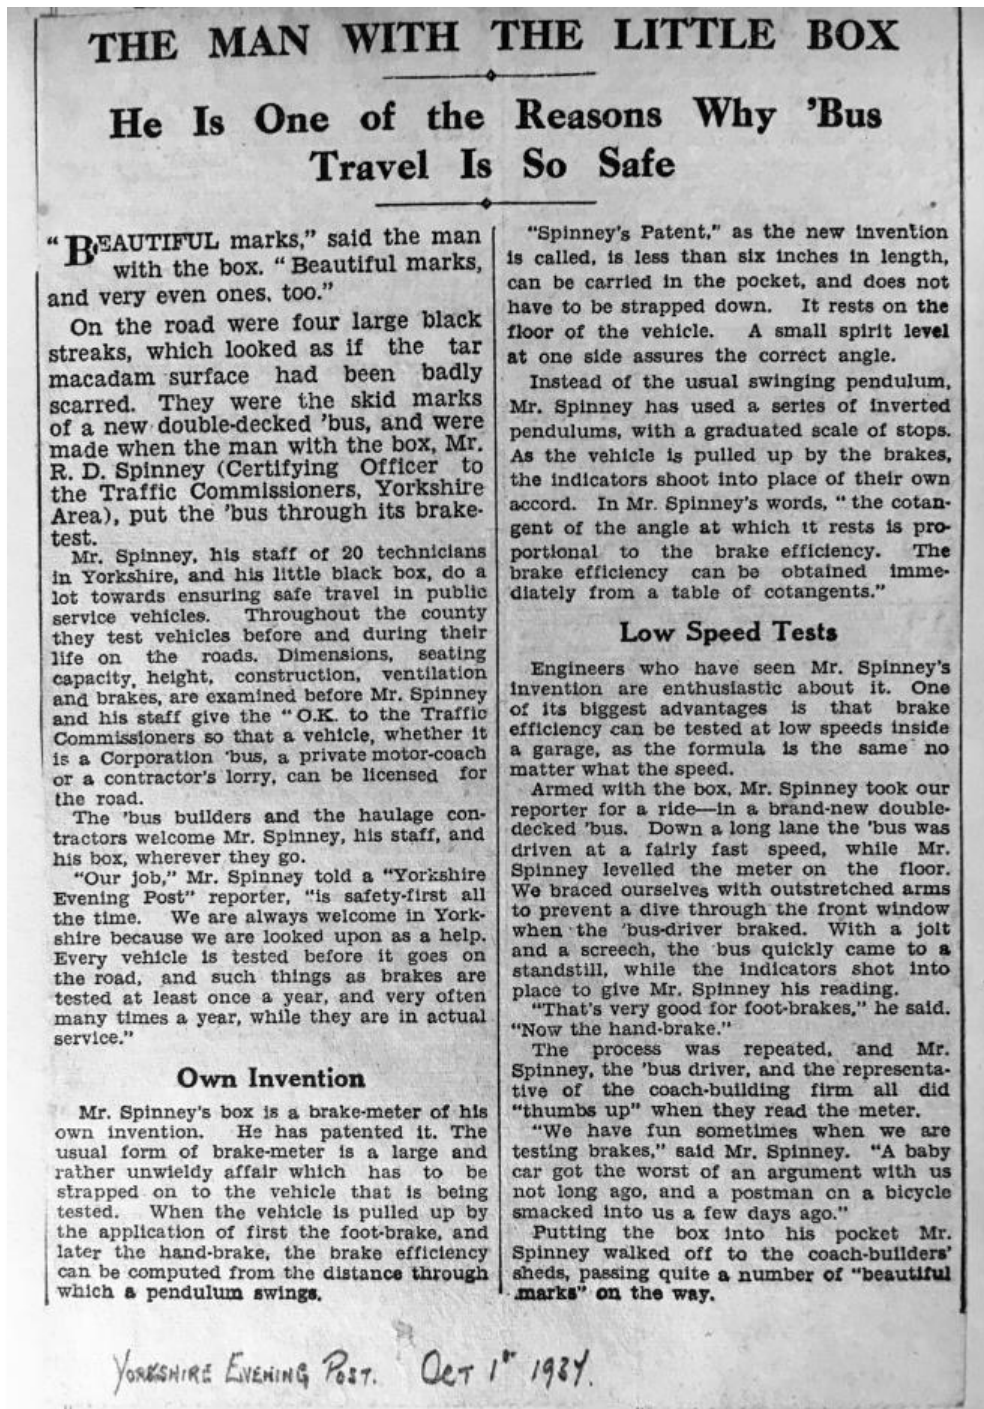 THE MAN WITH THE LITTLE BOX
He Is One of the Reasons Why 'Bus
Travel Is So Safe
"BEAUTIFUL marks," said the man
with the box. "Beautiful marks,
and very even ones, too."
On the road were four large black
streaks, which looked as if the tar
macadam surface had been badly
scarred. They were the skid marks
of a new double-decked 'bus, and were
made when the man with the box, Mr.
R. D. Spinney (Certifying Officer to
the Traffic Commissioners, Yorkshire
Area), put the 'bus through its brake-
test.
Mr. Spinney, his staff of 20 technicians
in Yorkshire, and his little black box, do a
lot towards ensuring safe travel in public
service vehicles. Throughout the county
they test vehicles before and during their
life on the roads. Dimensions, seating
capacity, height, construction, ventilation
and brakes, are examined before Mr. Spinney
and his staff give the "O.K. to the Traffic
Commissioners so that a vehicle, whether it
is a Corporation 'bus, a private motor-coach
or a contractor's lorry, can be licensed for
the road.
The 'bus builders and the haulage con-
tractors welcome Mr. Spinney, his staff, and
his box, wherever they go.
"Our job," Mr. Spinney told a "Yorkshire
Evening Post" reporter, "is safety-first all
the time. We are always welcome in York-
shire because we are looked upon as a help.
Every vehicle is tested before it goes on
the road, and such things as brakes are
tested at least once a year, and very often
many times a year, while they are in actual
service."
Own Invention
Mr. Spinney's box is a brake-meter of his
own invention. He has patented it. The
usual form of brake-meter is a large and
rather unwieldy affair which has to be
strapped on to the vehicle that is being
tested. When the vehicle is pulled up by
the application of first the foot-brake, and
later the hand-brake, the brake efficiency
can be computed from the distance through
which a pendulum swings.
"Spinney's Patent," as the new invention
is called, is less than six inches in length,
can be carried in the pocket, and does not
have to be strapped down. It rests on the
floor of the vehicle. A small spirit level
at one side assures the correct angle.
Instead of the usual swinging pendulum,
Mr. Spinney has used a series of inverted
pendulums, with a graduated scale of stops.
As the vehicle is pulled up by the brakes,
the indicators shoot into place of their own
accord. In Mr. Spinney's words, "the cotan-
gent of the angle at which it rests is pro-
portional to the brake efficiency. The
brake efficiency can be obtained imme-
diately from a table of cotangents."
Low Speed Tests
Engineers who have seen Mr. Spinney's
invention are enthusiastic about it. One
of its biggest advantages is that brake
efficiency can be tested at low speeds inside
a garage, as the formula is the same no
matter what the speed.
Armed with the box, Mr. Spinney took our
reporter for a ride—in a brand-new double-
decked 'bus. Down a long lane the 'bus was
driven at a fairly fast speed, while Mr.
Spinney levelled the meter on the floor.
We braced ourselves with outstretched arms
to prevent a dive through the front window
when the 'bus-driver braked. With a jolt
and a screech, the 'bus quickly came to a
standstill, while the indicators shot into
place to give Mr. Spinney his reading.
"That's very good for foot-brakes," he said.
"Now the hand-brake."
The process was repeated, and Mr.
Spinney, the 'bus driver, and the representa-
tive of the coach-building firm all did
"thumbs up" when they read the meter.
"We have fun sometimes when we are
testing brakes," said Mr. Spinney. "A baby
car got the worst of an argument with us
not long ago, and a postman on a bicycle
smacked into us a few days ago."
Putting the box into his pocket Mr.
Spinney walked off to the coach-builders'
sheds, passing quite a number of "beautiful
marks" on the way.
YORKSHIRE EVENING POST. OCT 1st 1937.